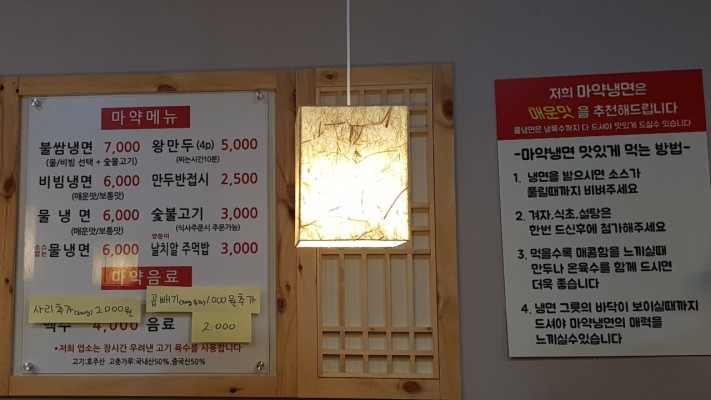 마약메뉴
불쌈냉면 7,000
(물/비빔 선택 + 숯불고기)
비빔냉면 6,000
(매운맛/보통맛)
물 냉 면 6,000
(매운맛/보통맛)
물냉면 6,000
왕만두 (4p) 5,000
(찌는시간10분)
만두반접시 2,500
숯불고기 3,000
(식사주문시 주문가능)
날치알 주먹밥 3,000
마약음료
사리추가 2000원
곱빼기 1,000원추가
맥주 4,000 음료
2.000
*저희 업소는 장시간 우려낸 고기 육수를 사용합니다
고기:호주산 고춧가루:국내산50%,중국산50%
저희 마약냉면은
'매운맛'을 추천해드립니다
물냉면은 냉육수까지 다 드셔야 맛있게 드실수 있습니다
-마약냉면 맛있게 먹는 방법-
1. 냉면을 받으시면 소스가
풀릴때까지 비벼주세요
2. 겨자.식초.설탕은
한번 드신후에 첨가해주세요
3. 먹을수록 매콤함을 느끼실땐
만두나 온육수를 함께 드시면
더욱 좋습니다
4. 냉면 그릇의 바닥이 보이실때까지
드셔야 마약냉면의 매력을
느끼실수있습니다